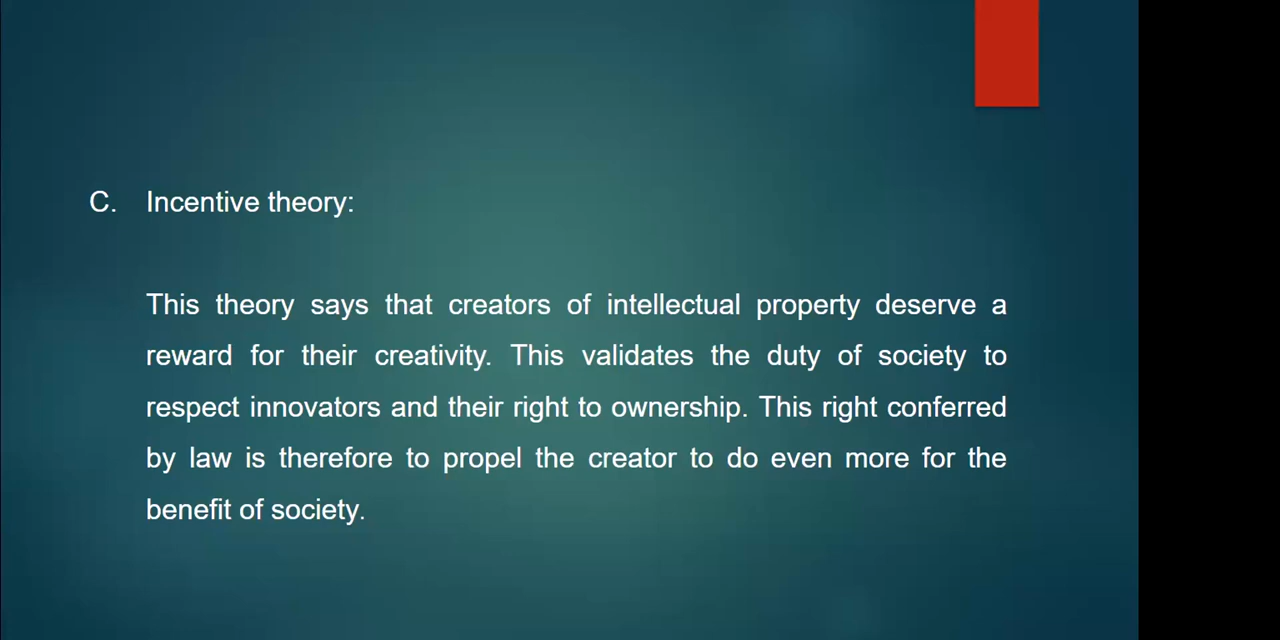 C. Incentive theory:
This theory says that creators of intellectual property deserve a
reward for their creativity. This validates the duty of society to
respect innovators and their right to ownership. This right conferred
by law is therefore to propel the creator to do even more for the
benefit of society.